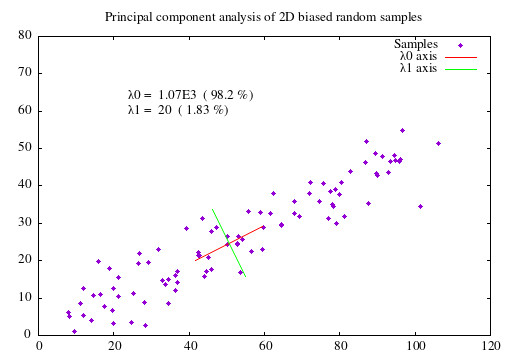 Principal component analysis of 2D biased random samples
80
70
60
50
40
30
20
10
0
Samples
λ0 axis
λ1 axis
λ0 = 1.07E3 ( 98.2 %)
λ1 = 20 ( 1.83 %)
0 20 40 60 80 100 120